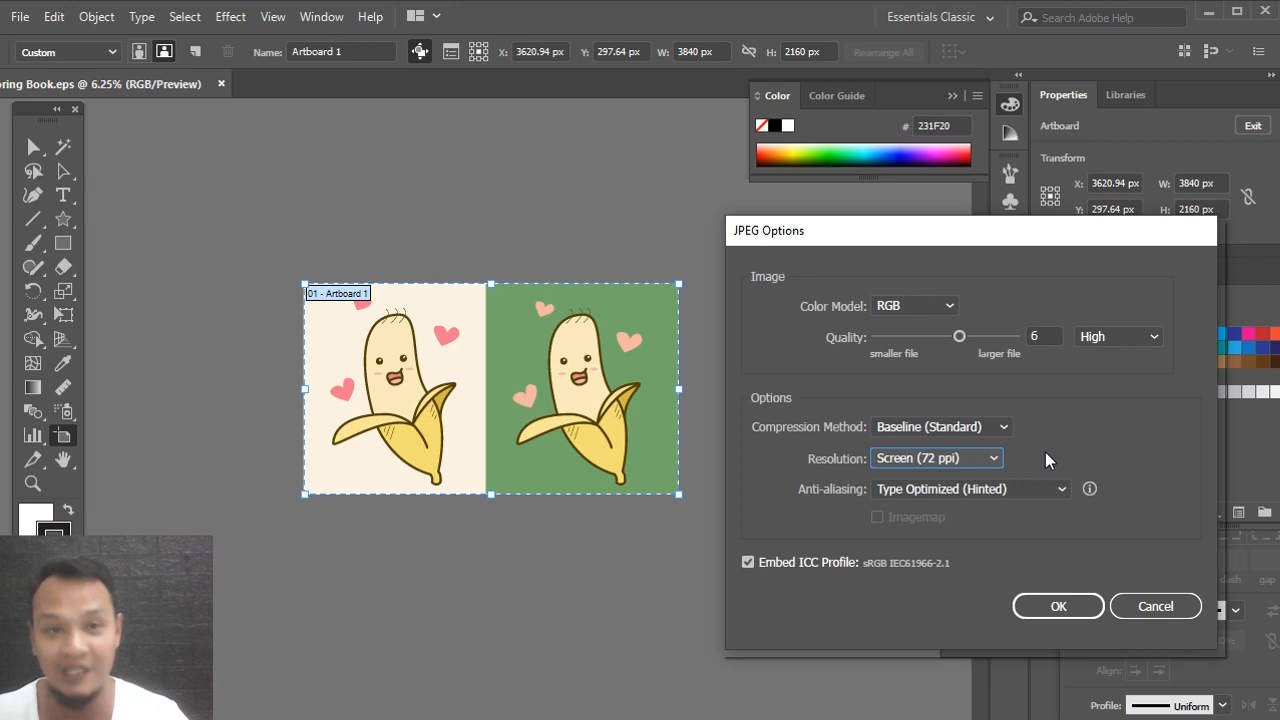 File Edit Object Type Select Effect View Window Help Essentials Classic Search Adobe Help
Custom Name: Artboard 1 X: 3620.94 px Y: 297.64 px W: 3840 px H: 2160 px Rearrange All
ring Book.eps @ 6.25% (RGB/Preview)
Color Color Guide
# 231F20
Properties Libraries
Artboard Exit
Transform
X: 3620.94 px W: 3840 px
Y: 297.64 px H: 2160 px
01 - Artboard 1
JPEG Options
Image
Color Model: RGB
Quality: 6 High
smaller file larger file
Options
Compression Method: Baseline (Standard)
Resolution: Screen (72 ppi)
Anti-aliasing: Type Optimized (Hinted)
Imagemap
Embed ICC Profile: sRGB IEC61966-2.1
OK Cancel
dash gap
Align:
Profile: Uniform